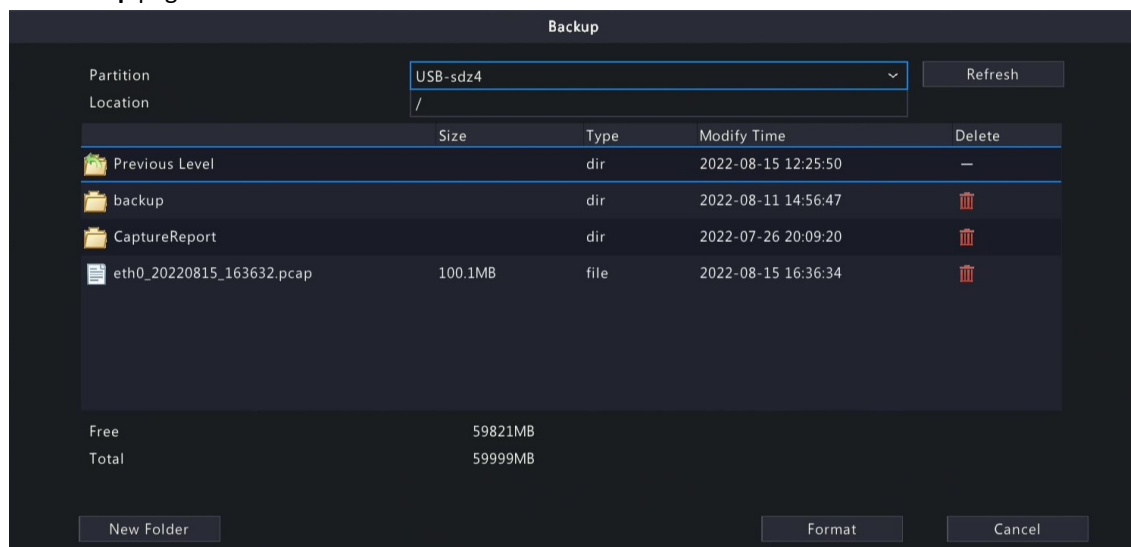 Backup
Partition USB-sdz4 Refresh
Location /
Size Type Modify Time Delete
Previous Level dir 2022-08-15 12:25:50 —
backup dir 2022-08-11 14:56:47
CaptureReport dir 2022-07-26 20:09:20
eth0_20220815_163632.pcap 100.1MB file 2022-08-15 16:36:34
Free 59821MB
Total 59999MB
New Folder Format Cancel